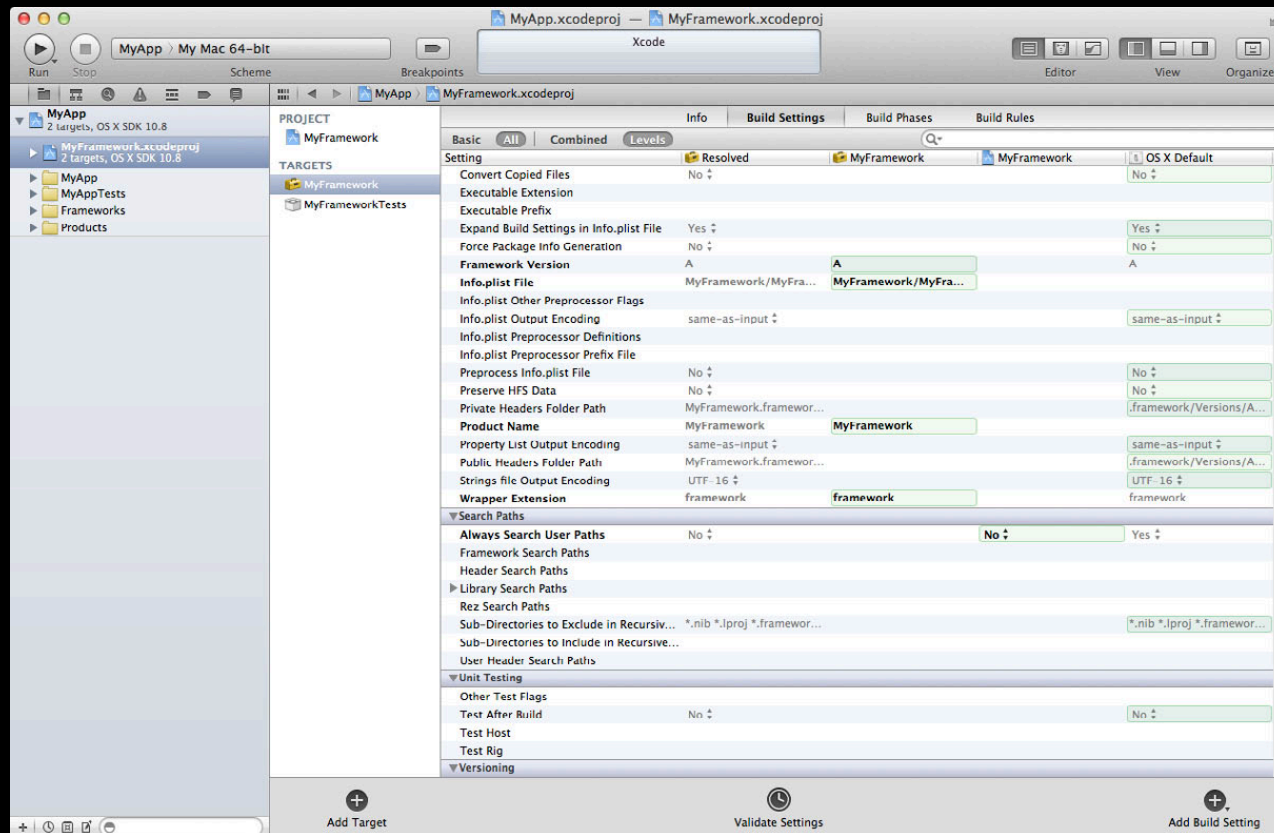 MyApp.xcodeproj — MyFramework.xcodeproj
MyApp › My Mac 64-bit
Xcode
Run Stop Scheme Breakpoints Editor View Organize
MyApp MyFramework.xcodeproj
MyApp
2 targets, OS X SDK 10.8
MyFramework.xcodeproj
2 targets, OS X SDK 10.8
MyApp
MyAppTests
Frameworks
Products
PROJECT
MyFramework
TARGETS
MyFramework
MyFrameworkTests
Info Build Settings Build Phases Build Rules
Basic All Combined Levels
Setting Resolved MyFramework MyFramework OS X Default
Convert Copied Files No No
Executable Extension
Executable Prefix
Expand Build Settings in Info.plist File Yes Yes
Force Package Info Generation No No
Framework Version A A A
Info.plist File MyFramework/MyFra... MyFramework/MyFra...
Info.plist Other Preprocessor Flags
Info.plist Output Encoding same-as-input same-as-input
Info.plist Preprocessor Definitions
Info.plist Preprocessor Prefix File
Preprocess Info.plist File No No
Preserve HFS Data No No
Private Headers Folder Path MyFramework.framewor... .framework/Versions/A...
Product Name MyFramework MyFramework
Property List Output Encoding same-as-input same-as-input
Public Headers Folder Path MyFramework.framewor... .framework/Versions/A...
Strings file Output Encoding UTF-16 UTF-16
Wrapper Extension framework framework framework
Search Paths
Always Search User Paths No No Yes
Framework Search Paths
Header Search Paths
Library Search Paths
Rez Search Paths
Sub-Directories to Exclude in Recursiv... *.nib *.lproj *.framewor... *.nib *.lproj *.framewor...
Sub-Directories to Include in Recursive...
User Header Search Paths
Unit Testing
Other Test Flags
Test After Build No No
Test Host
Test Rig
Versioning
Add Target Validate Settings Add Build Setting